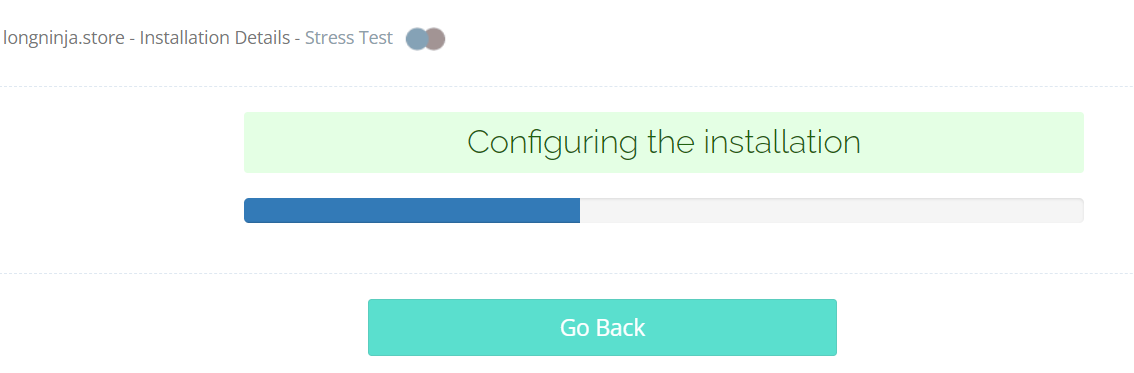 longninja.store - Installation Details - Stress Test
Configuring the installation
Go Back